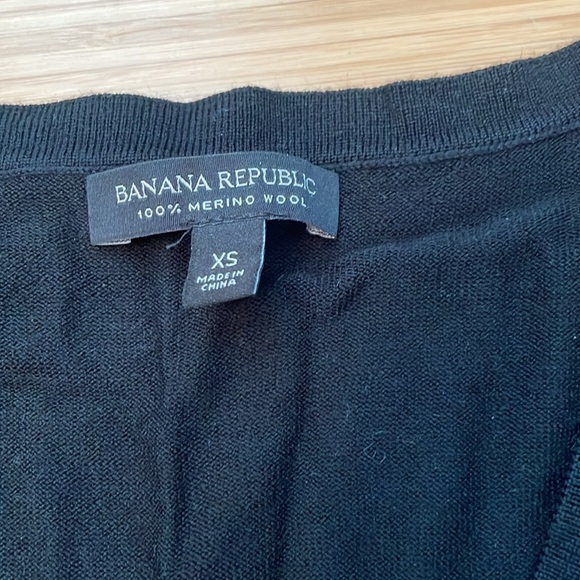 BANANA REPUBLIC
100% MERINO WOOL
XS
MADE IN
CHINA